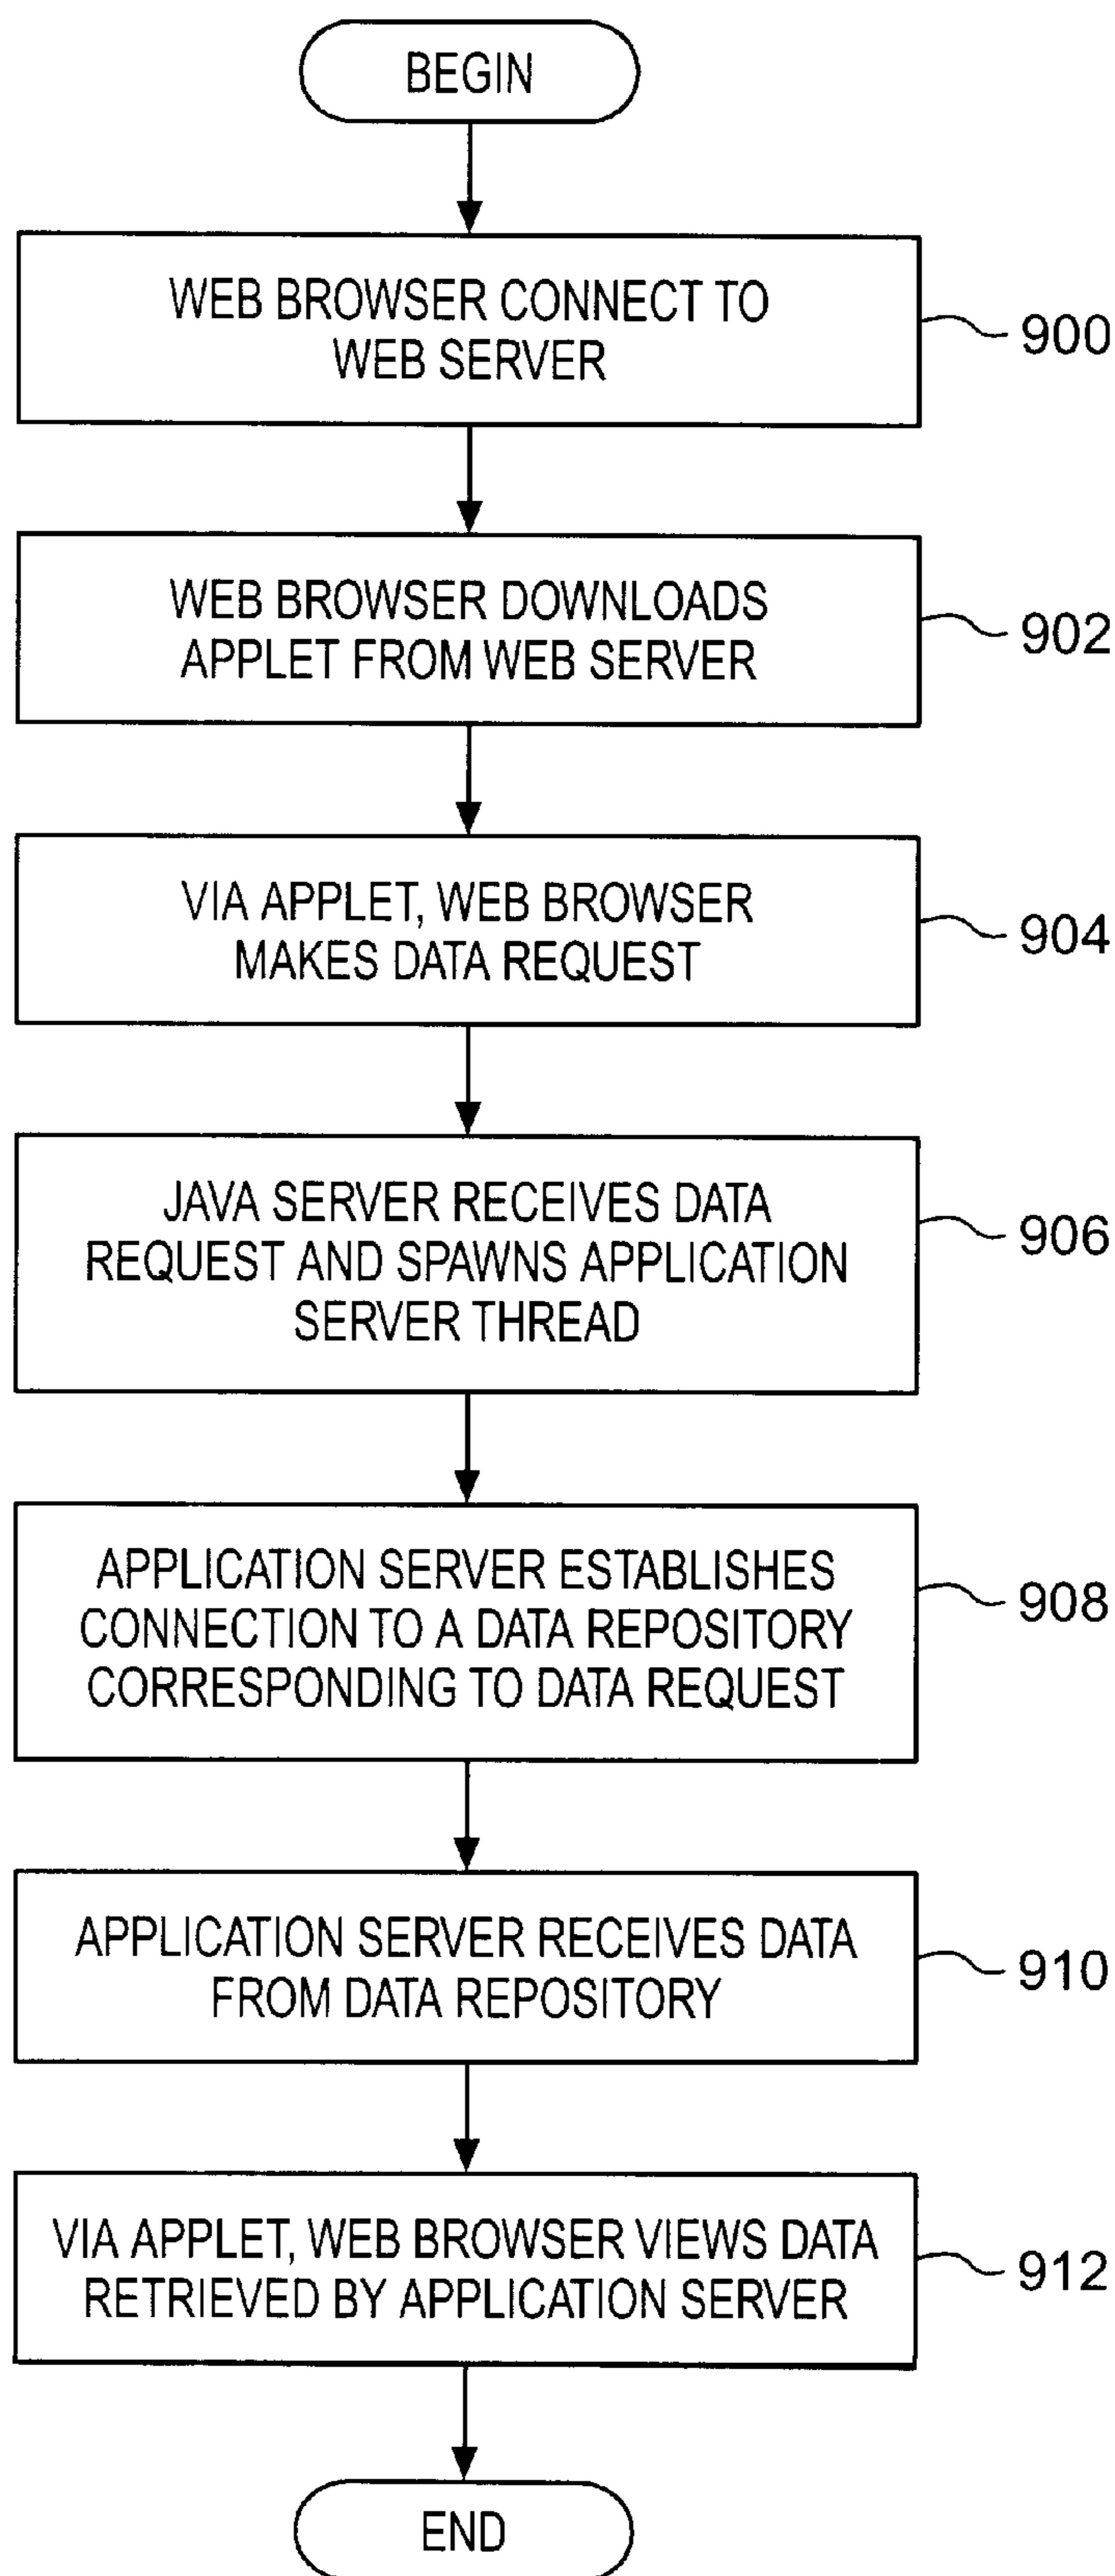 BEGIN
WEB BROWSER CONNECT TO
WEB SERVER
900
WEB BROWSER DOWNLOADS
APPLET FROM WEB SERVER
902
VIA APPLET, WEB BROWSER
MAKES DATA REQUEST
904
JAVA SERVER RECEIVES DATA
REQUEST AND SPAWNS APPLICATION
SERVER THREAD
906
APPLICATION SERVER ESTABLISHES
CONNECTION TO A DATA REPOSITORY
CORRESPONDING TO DATA REQUEST
908
APPLICATION SERVER RECEIVES DATA
FROM DATA REPOSITORY
910
VIA APPLET, WEB BROWSER VIEWS DATA
RETRIEVED BY APPLICATION SERVER
912
END